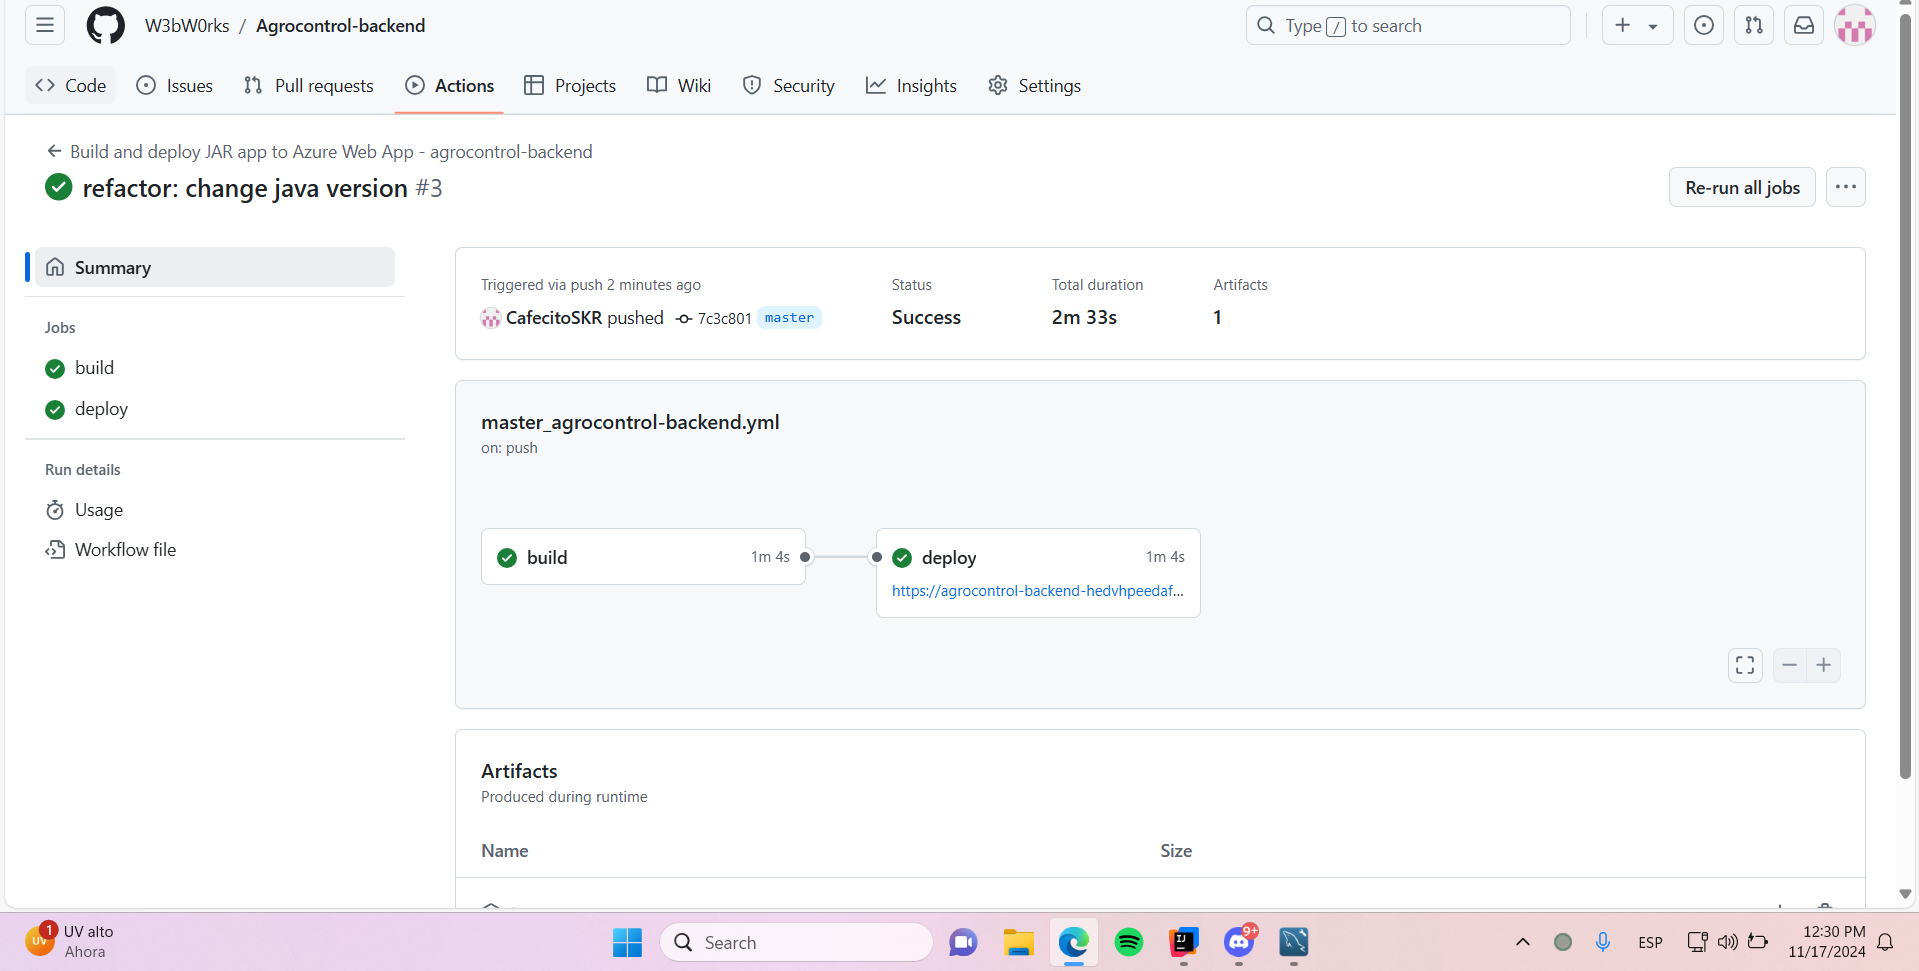 W3bW0rks / Agrocontrol-backend
Type / to search
Code
Issues
Pull requests
Actions
Projects
Wiki
Security
Insights
Settings
Build and deploy JAR app to Azure Web App - agrocontrol-backend
refactor: change java version #3
Re-run all jobs
Summary
Jobs
build
deploy
Run details
Usage
Workflow file
Triggered via push 2 minutes ago
CafecitoSKR pushed 7c3c801 master
Status
Success
Total duration
2m 33s
Artifacts
1
master_agrocontrol-backend.yml
on: push
build 1m 4s
deploy 1m 4s
https://agrocontrol-backend-hedvhpeedaf...
Artifacts
Produced during runtime
Name Size
UV
1
UV alto
Ahora
Search
IJ
9+
ESP
12:30 PM
11/17/2024